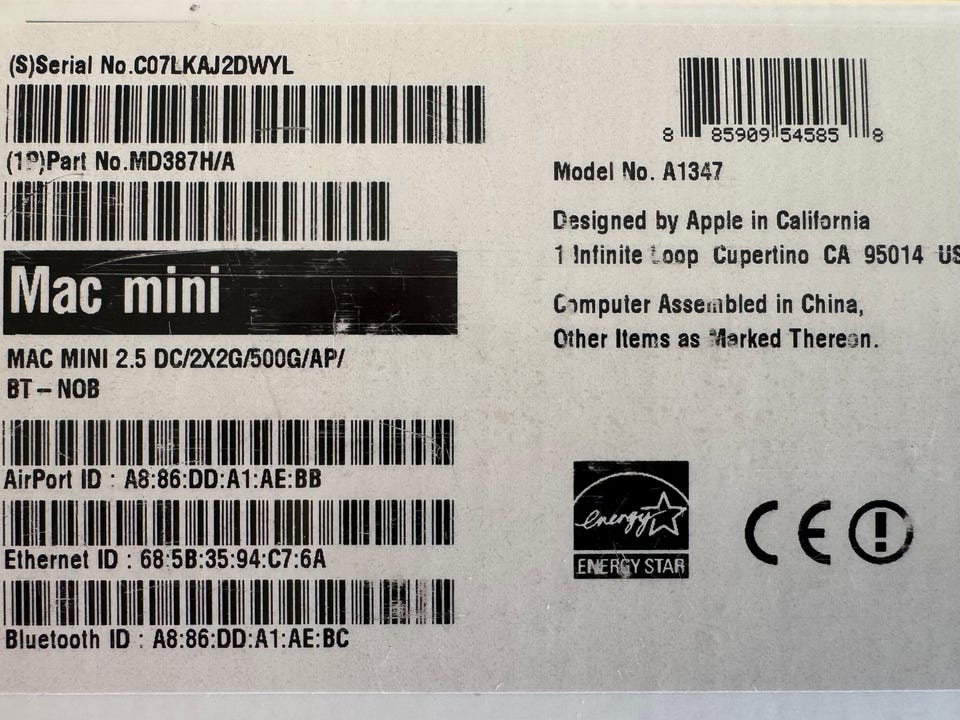 (S)Serial No.C07LKAJ2DWYL
(1P)Part No.MD387H/A
Mac mini
MAC MINI 2.5 DC/2X2G/500G/AP/
BT – NOB
AirPort ID : A8:86:DD:A1:AE:BB
Ethernet ID : 68:5B:35:94:C7:6A
Bluetooth ID : A8:86:DD:A1:AE:BC
8 85909 54585 8
Model No. A1347
Designed by Apple in California
1 Infinite Loop Cupertino CA 95014 US
Computer Assembled in China,
Other Items as Marked Thereon.
energy
ENERGY STAR
CE